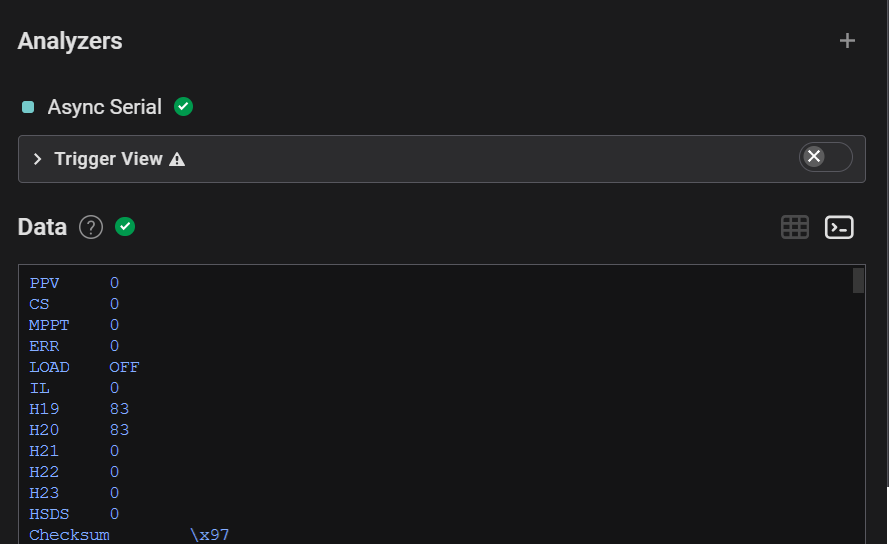 Analyzers
Async Serial
Trigger View
Data
PPV 0
CS 0
MPPT 0
ERR 0
LOAD OFF
IL 0
H19 83
H20 83
H21 0
H22 0
H23 0
HSDS 0
Checksum \x97